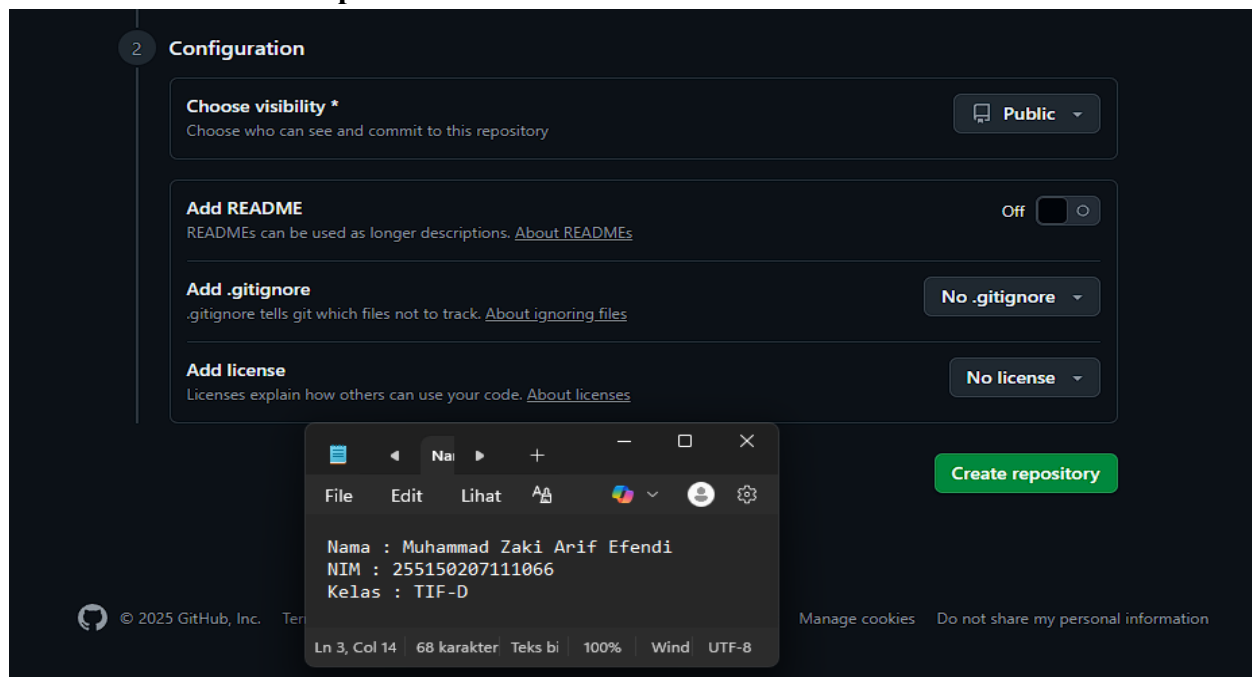 2 Configuration
Choose visibility *
Choose who can see and commit to this repository
Public
Add README
READMEs can be used as longer descriptions. About READMEs
Off
Add .gitignore
.gitignore tells git which files not to track. About ignoring files
No .gitignore
Add license
Licenses explain how others can use your code. About licenses
No license
Create repository
File Edit Lihat
Nama : Muhammad Zaki Arif Efendi
NIM : 255150207111066
Kelas : TIF-D
Ln 3, Col 14 68 karakter Teks bi 100% Wind UTF-8
© 2025 GitHub, Inc. Manage cookies Do not share my personal information